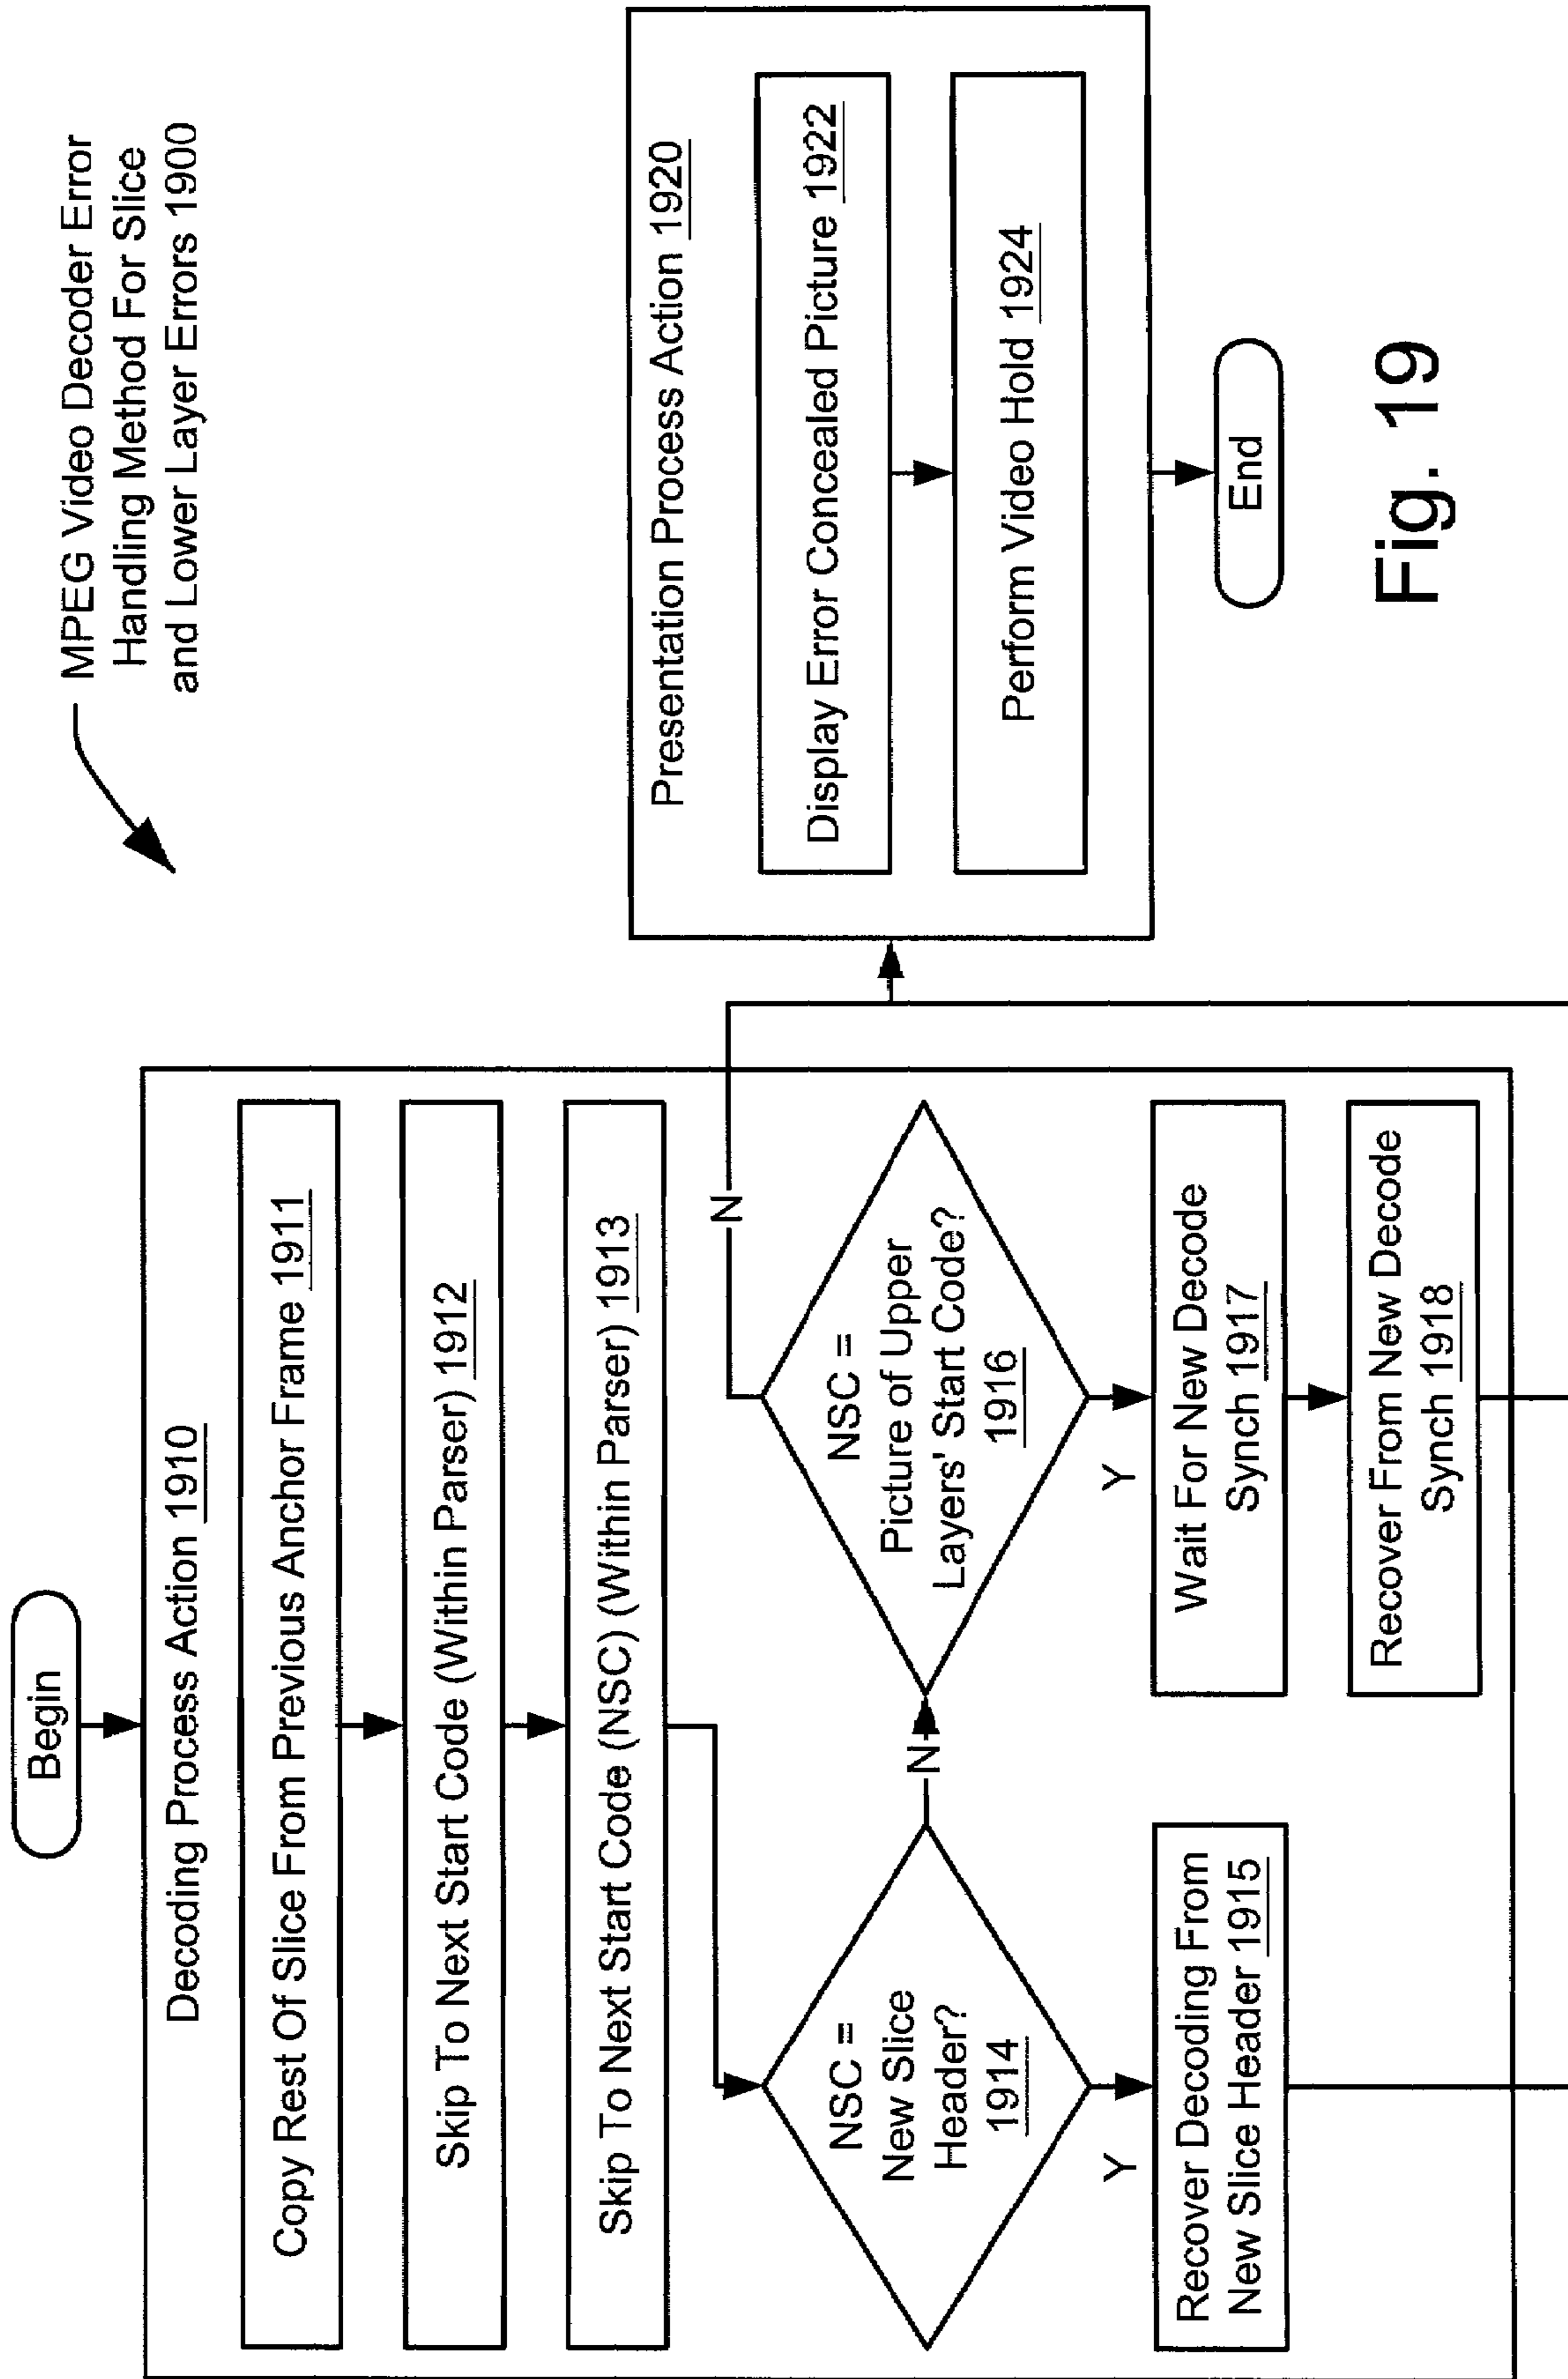 MPEG Video Decoder Error
Handling Method For Slice
and Lower Layer Errors 1900
Begin
Decoding Process Action 1910
Copy Rest Of Slice From Previous Anchor Frame 1911
Skip To Next Start Code (Within Parser) 1912
Skip To Next Start Code (NSC) (Within Parser) 1913
NSC =
New Slice
Header?
1914
N
Y
Recover Decoding From
New Slice Header 1915
NSC =
Picture of Upper
Layers' Start Code?
1916
N
Y
Wait For New Decode
Synch 1917
Recover From New Decode
Synch 1918
Presentation Process Action 1920
Display Error Concealed Picture 1922
Perform Video Hold 1924
End
Fig. 19